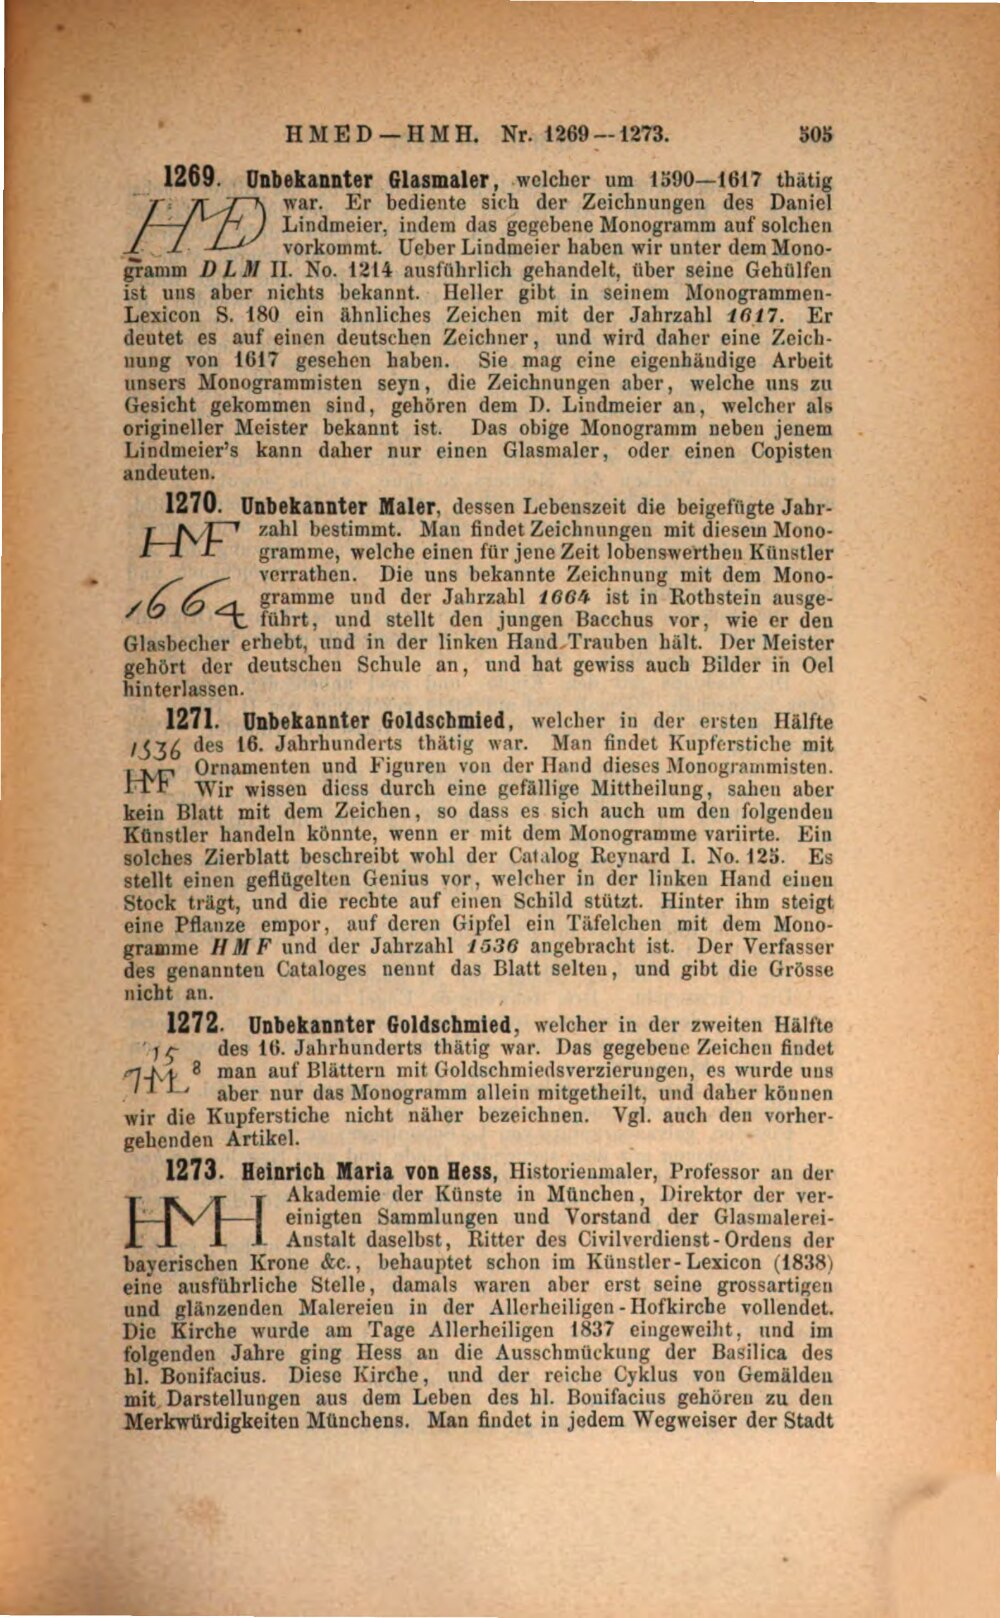 HMED—HMH. Nr. 1269—1273. 505
1269. Unbekannter Glasmaler, welcher um 1590—1617 thätig
HMED war. Er bediente sich der Zeichnungen des Daniel
Lindmeier, indem das gegebene Monogramm auf solchen
vorkommt. Ueber Lindmeier haben wir unter dem Mono-
gramm DLM II. No. 1214 ausführlich gehandelt, über seine Gehülfen
ist uns aber nichts bekannt. Heller gibt in seinem Monogrammen-
Lexicon S. 180 ein ähnliches Zeichen mit der Jahrzahl 1617. Er
deutet es auf einen deutschen Zeichner, und wird daher eine Zeich-
nung von 1617 gesehen haben. Sie mag eine eigenhändige Arbeit
unsers Monogrammisten seyn, die Zeichnungen aber, welche uns zu
Gesicht gekommen sind, gehören dem D. Lindmeier an, welcher als
origineller Meister bekannt ist. Das obige Monogramm neben jenem
Lindmeier's kann daher nur einen Glasmaler, oder einen Copisten
andeuten.
1270. Unbekannter Maler, dessen Lebenszeit die beigefügte Jahr-
HMF zahl bestimmt. Man findet Zeichnungen mit diesem Mono-
gramme, welche einen für jene Zeit lobenswerthen Künstler
verrathen. Die uns bekannte Zeichnung mit dem Mono-
1664 gramme und der Jahrzahl 1664 ist in Rothstein ausge-
führt, und stellt den jungen Bacchus vor, wie er den
Glasbecher erhebt, und in der linken Hand Trauben hält. Der Meister
gehört der deutschen Schule an, und hat gewiss auch Bilder in Oel
hinterlassen.
1271. Unbekannter Goldschmied, welcher in der ersten Hälfte
1536 des 16. Jahrhunderts thätig war. Man findet Kupferstiche mit
HMF Ornamenten und Figuren von der Hand dieses Monogrammisten.
Wir wissen diess durch eine gefällige Mittheilung, sahen aber
kein Blatt mit dem Zeichen, so dass es sich auch um den folgenden
Künstler handeln könnte, wenn er mit dem Monogramme variirte. Ein
solches Zierblatt beschreibt wohl der Catalog Reynard I. No. 125. Es
stellt einen geflügelten Genius vor, welcher in der linken Hand einen
Stock trägt, und die rechte auf einen Schild stützt. Hinter ihm steigt
eine Pflanze empor, auf deren Gipfel ein Täfelchen mit dem Mono-
gramme HMF und der Jahrzahl 1536 angebracht ist. Der Verfasser
des genannten Cataloges nennt das Blatt selten, und gibt die Grösse
nicht an.
1272. Unbekannter Goldschmied, welcher in der zweiten Hälfte
15 des 16. Jahrhunderts thätig war. Das gegebene Zeichen findet
8 man auf Blättern mit Goldschmiedsverzierungen, es wurde uns
aber nur das Monogramm allein mitgetheilt, und daher können
wir die Kupferstiche nicht näher bezeichnen. Vgl. auch den vorher-
gehenden Artikel.
1273. Heinrich Maria von Hess, Historienmaler, Professor an der
HMH Akademie der Künste in München, Direktor der ver-
einigten Sammlungen und Vorstand der Glasmalerei-
Anstalt daselbst, Ritter des Civilverdienst-Ordens der
bayerischen Krone &c., behauptet schon im Künstler-Lexicon (1838)
eine ausführliche Stelle, damals waren aber erst seine grossartigen
und glänzenden Malereien in der Allerheiligen-Hofkirche vollendet.
Die Kirche wurde am Tage Allerheiligen 1837 eingeweiht, und im
folgenden Jahre ging Hess an die Ausschmückung der Basilica des
hl. Bonifacius. Diese Kirche, und der reiche Cyklus von Gemälden
mit Darstellungen aus dem Leben des hl. Bonifacius gehören zu den
Merkwürdigkeiten Münchens. Man findet in jedem Wegweiser der Stadt